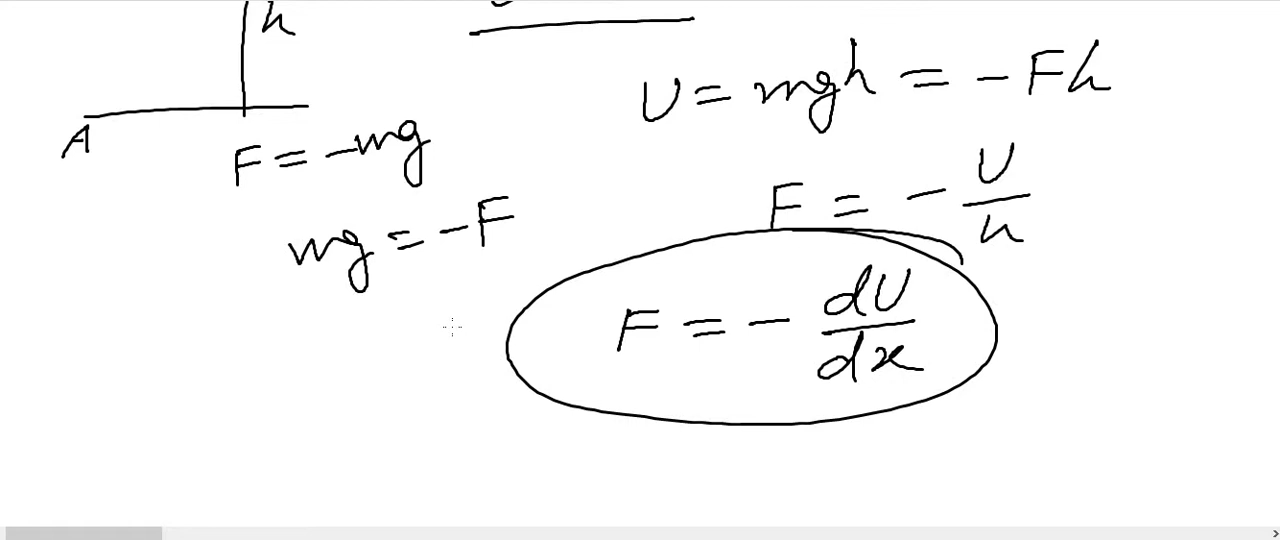 h
A
U = mgh = - Fh
F = -mg
F = - U/h
mg = -F
F = - dU/dx